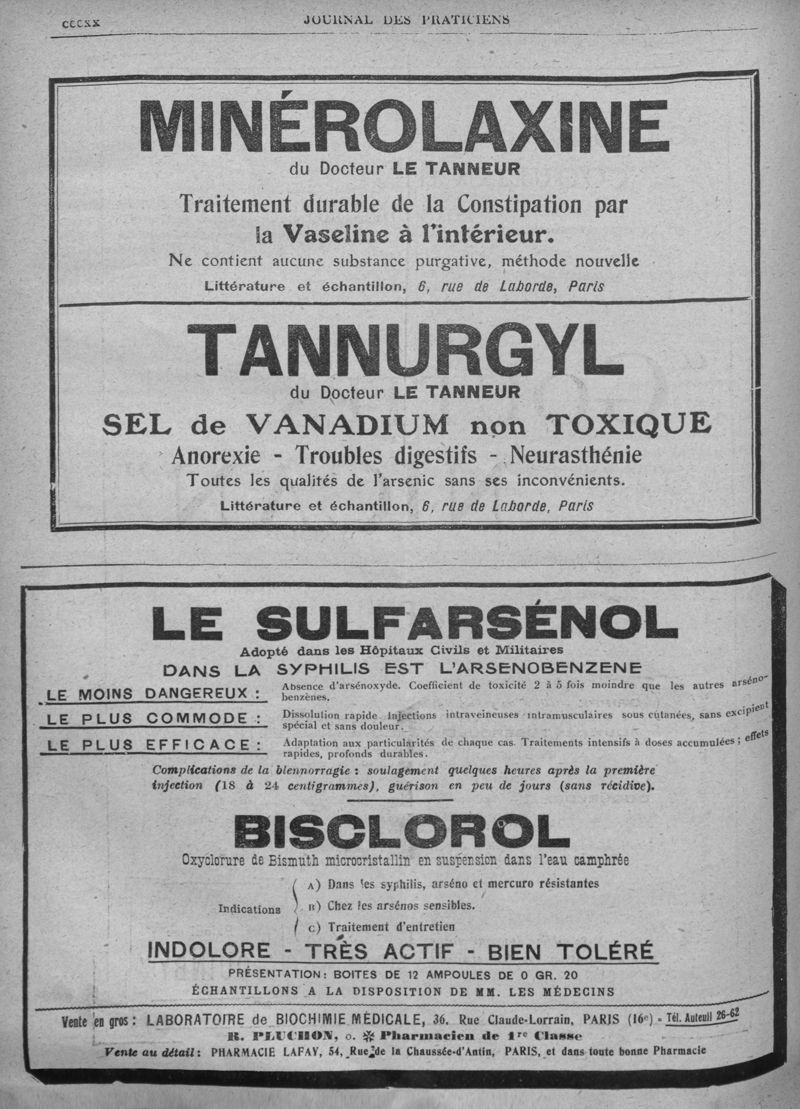 CCCXX
JOURNAL DES PRATICIENS
MINÉROLAXINE
du Docteur LE TANNEUR
Traitement durable de la Constipation par
la Vaseline à l'intérieur.
Ne contient aucune substance purgative, méthode nouvelle
Littérature et échantillon, 6, rue de Laborde, Paris
TANNURGYL
du Docteur LE TANNEUR
SEL de VANADIUM non TOXIQUE
Anorexie - Troubles digestifs - Neurasthénie
Toutes les qualités de l'arsenic sans ses inconvénients.
Littérature et échantillon, 6, rue de Laborde, Paris
LE SULFARSÉNOL
Adopté dans les Hôpitaux Civils et Militaires
DANS LA SYPHILIS EST L'ARSENOBENZENE
LE MOINS DANGEREUX : Absence d'arsénoxyde. Coefficient de toxicité 2 à 5 fois moindre que les autres arséno-
benzènes.
LE PLUS COMMODE : Dissolution rapide Injections intraveineuses intramusculaires sous cutanées, sans excipient
spécial et sans douleur.
LE PLUS EFFICACE : Adaptation aux particularités de chaque cas. Traitements intensifs à doses accumulées ; effets
rapides, profonds durables.
Complications de la blennorragie : soulagement quelques heures après la première
injection (18 à 24 centigrammes), guérison en peu de jours (sans récidive).
BISCLOROL
Oxyclorure de Bismuth microcristallin en suspension dans l'eau camphrée
Indications
A) Dans les syphilis, arséno et mercuro résistantes
B) Chez les arsénos sensibles.
C) Traitement d'entretien
INDOLORE - TRÈS ACTIF - BIEN TOLÉRÉ
PRÉSENTATION : BOITES DE 12 AMPOULES DE 0 GR. 20
ÉCHANTILLONS A LA DISPOSITION DE MM. LES MÉDECINS
Vente en gros : LABORATOIRE de BIOCHIMIE MÉDICALE, 36. Rue Claude-Lorrain, PARIS (16e) - Tél. Auteuil 26-62
R. PLUCHON, O. ✻ Pharmacien de 1re Classe
Vente au détail : PHARMACIE LAFAY, 54, Rue de la Chaussée-d'Antin, PARIS, et dans toute bonne Pharmacie